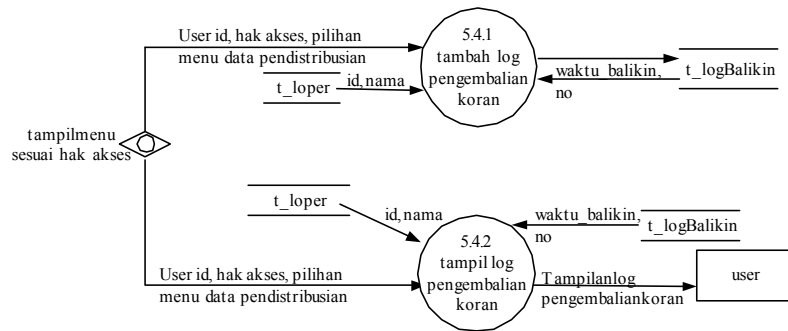 User id, hak akses, pilihan
menu data pendistribusian
5.4.1
tambah log
pengembalian
koran
t_loper
id,nama
waktu_balikin,
no
t_logBalikin
tampilmenu
sesuai hak akses
t_loper
id,nama
5.4.2
tampil log
pengembalian
koran
waktu_balikin,
no
t_logBalikin
User id, hak akses, pilihan
menu data pendistribusian
Tampilanlog
pengembaliankoran
user